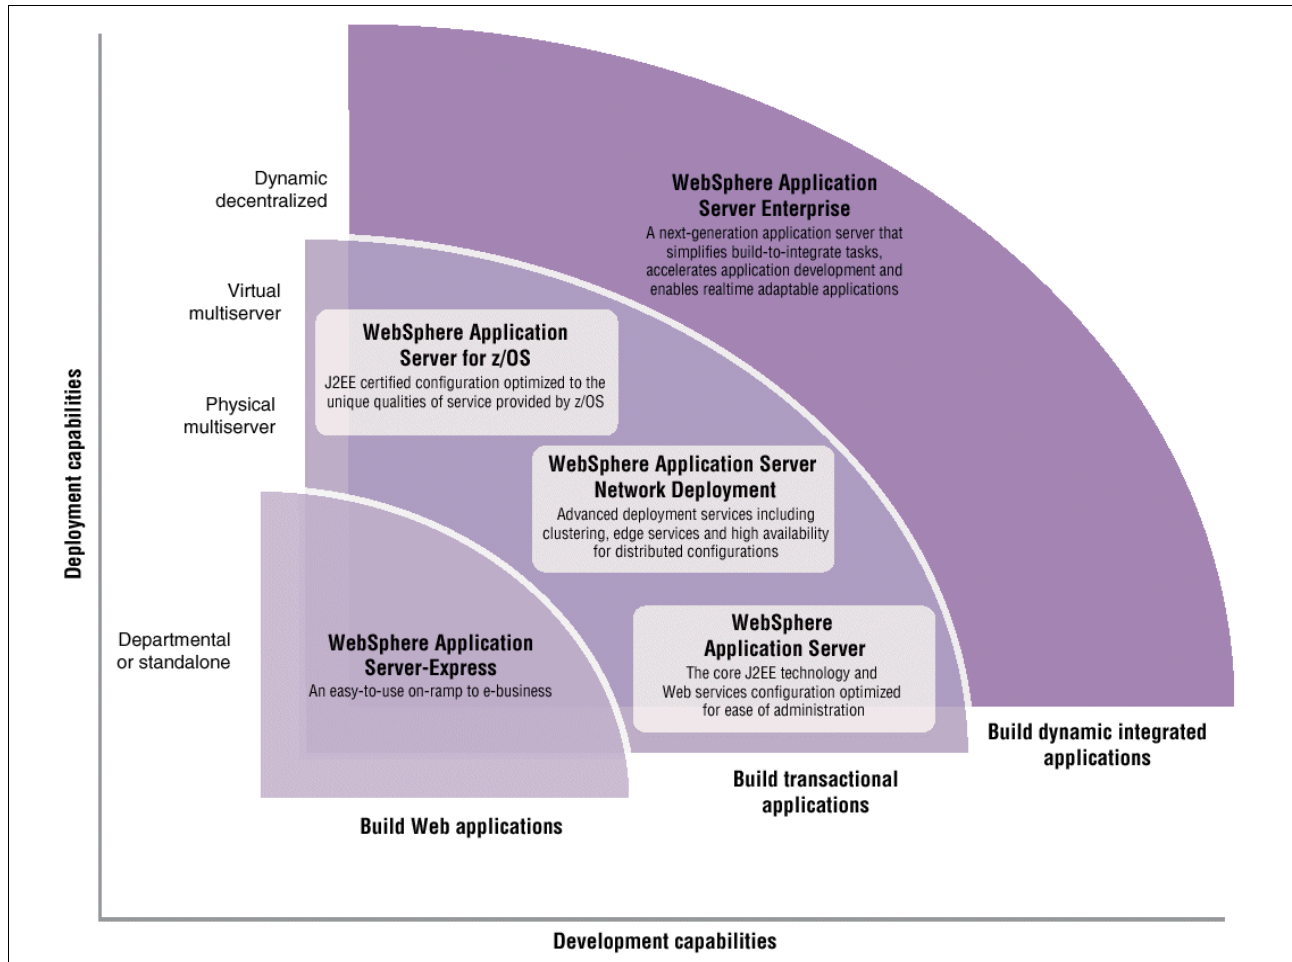 Dynamic
decentralized
WebSphere Application
Server Enterprise
A next-generation application server that
simplifies build-to-integrate tasks,
accelerates application development and
enables realtime adaptable applications
Virtual
multiserver
WebSphere Application
Server for z/OS
J2EE certified configuration optimized to the
unique qualities of service provided by z/OS
Physical
multiserver
Deployment capabilities
WebSphere Application Server
Network Deployment
Advanced deployment services including
clustering, edge services and high availability
for distributed configurations
Departmental
or standalone
WebSphere Application
Server-Express
An easy-to-use on-ramp to e-business
WebSphere
Application Server
The core J2EE technology and
Web services configuration optimized
for ease of administration
Build dynamic integrated
applications
Build transactional
applications
Build Web applications
Development capabilities